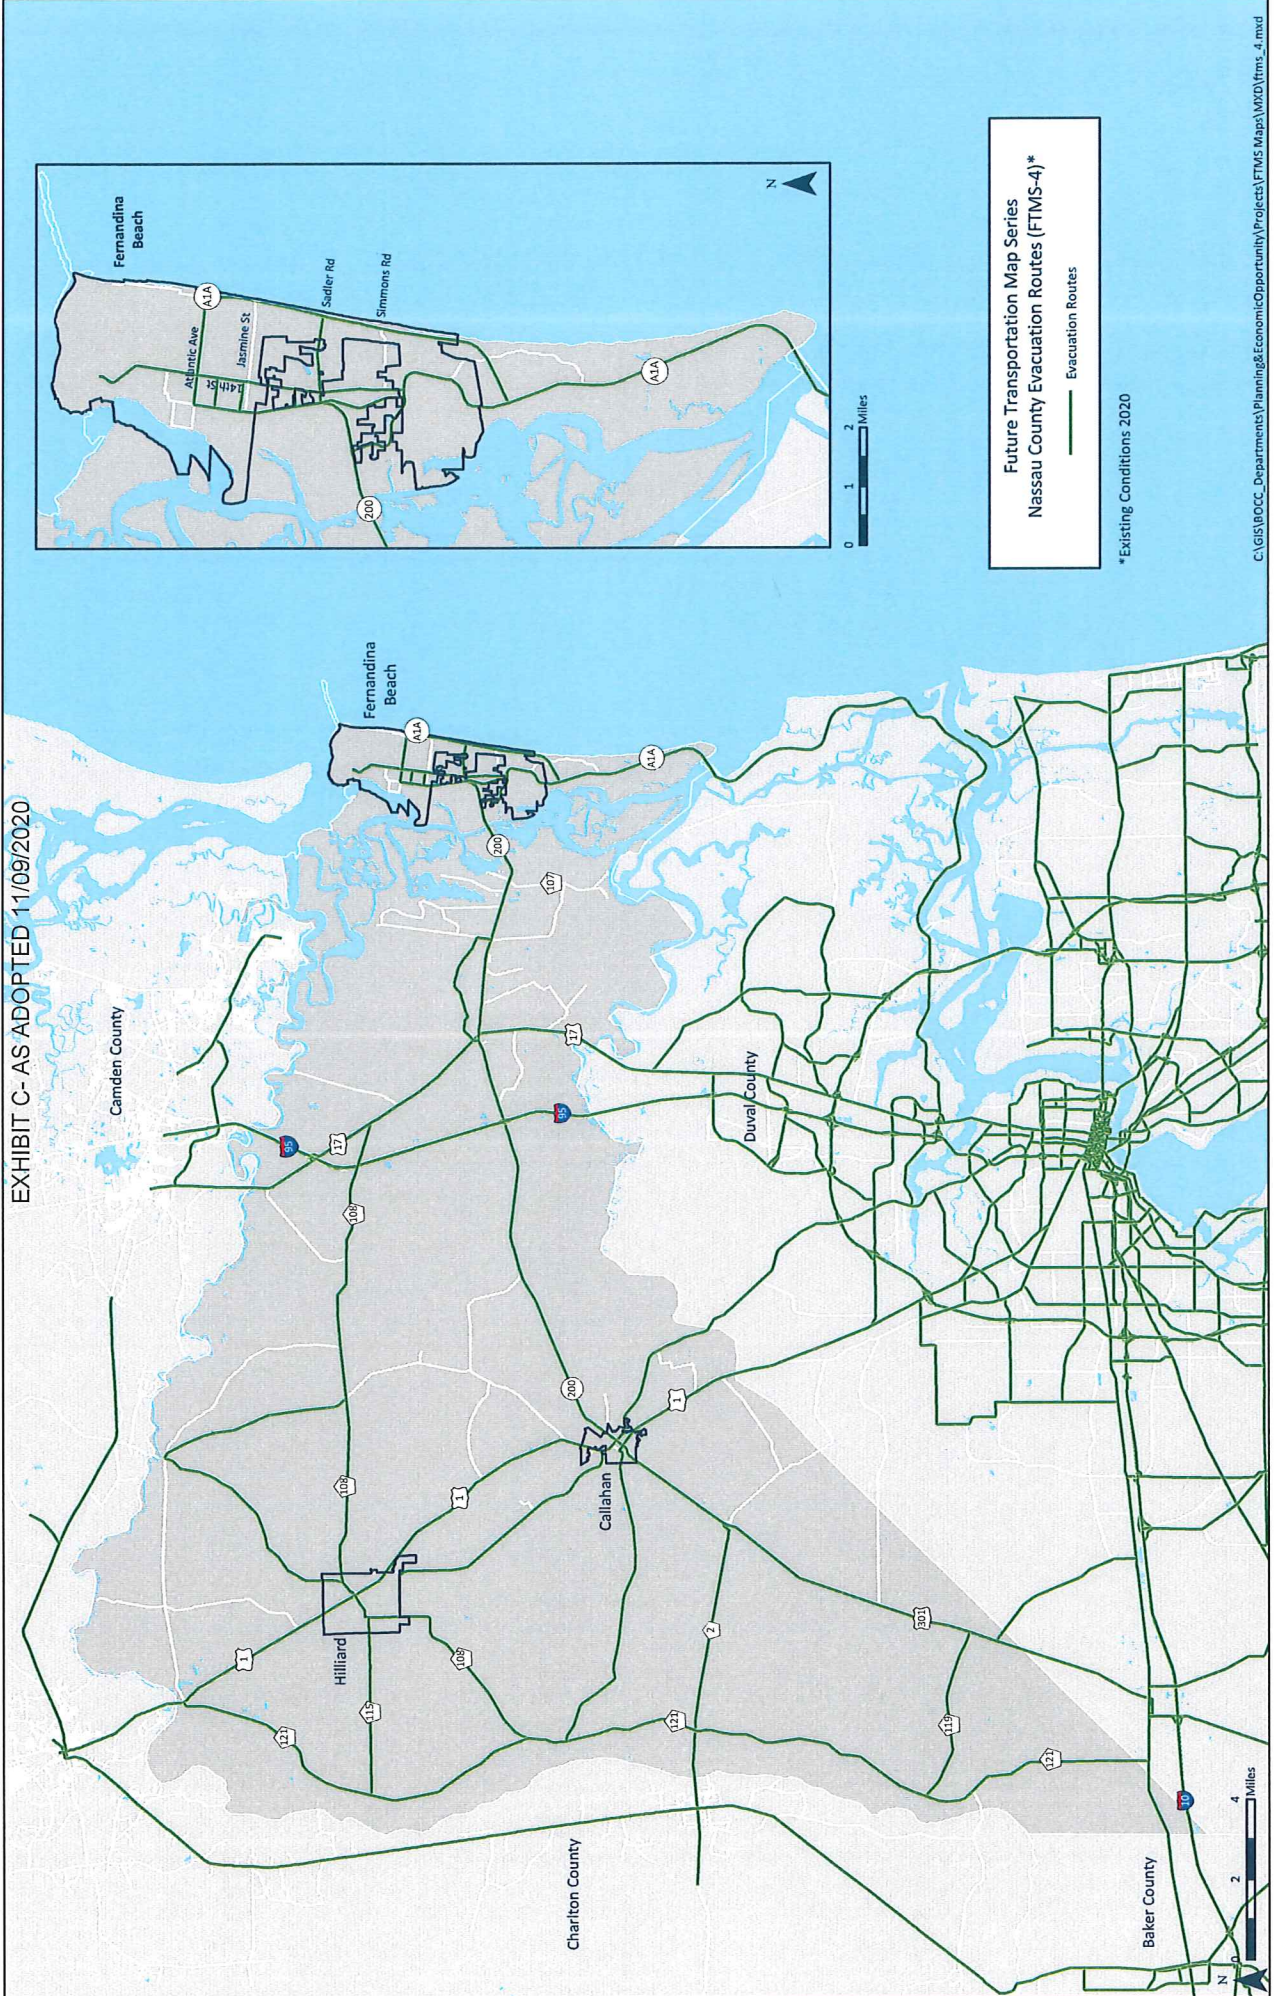 EXHIBIT C- AS ADOPTED 11/09/2020
Camden County
Fernandina
Beach
A1A
A1A
200
107
17
95
17
95
108
Duval County
200
1
108
1
Callahan
Hilliard
1
108
115
121
2
301
121
119
121
Charlton County
Baker County
10
N
0
2
4
Miles
Fernandina
Beach
A1A
Atlantic Ave
14th St
Jasmine St
Sadler Rd
Simmons Rd
A1A
200
N
0
1
2
Miles
Future Transportation Map Series
Nassau County Evacuation Routes (FTMS-4)*
Evacuation Routes
*Existing Conditions 2020
C:\GIS\BOCC_Departments\Planning&EconomicOpportunity\Projects\FTMS Maps\MXD\ftms_4.mxd